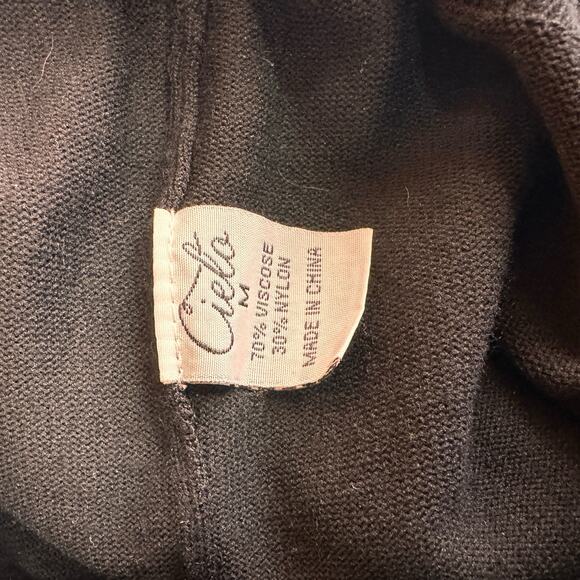 Cielo
M
70% VISCOSE
30% NYLON
MADE IN CHINA